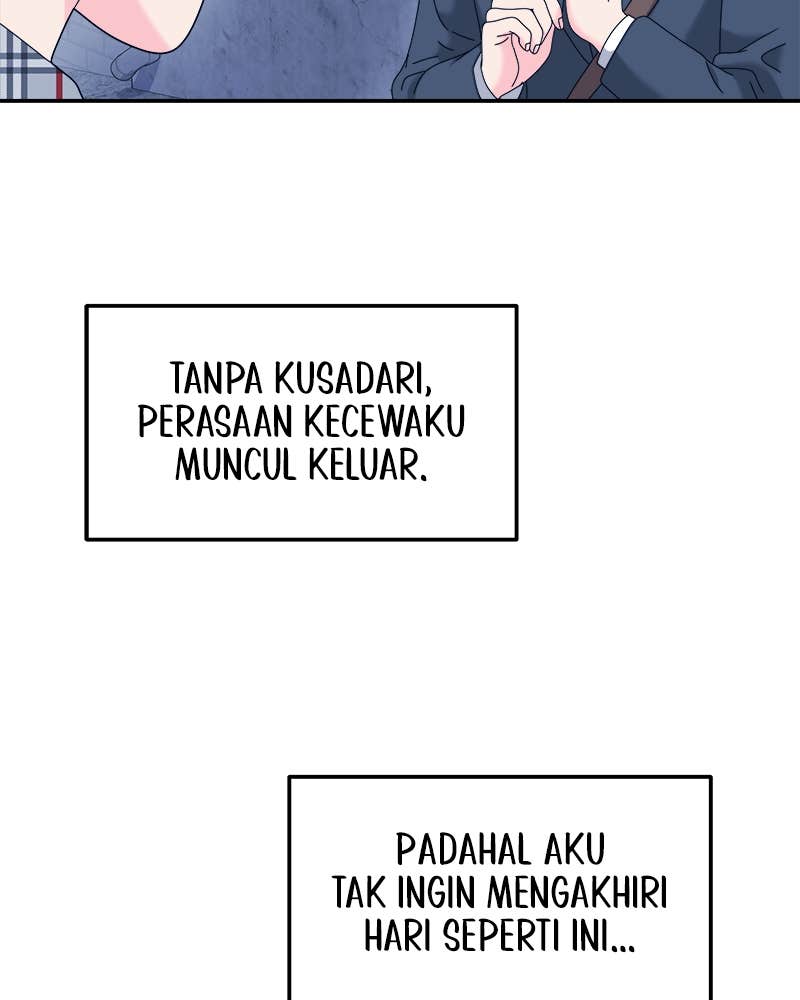 TANPA KUSADARI,
PERASAAN KECEWAKU
MUNCUL KELUAR.
PADAHAL AKU
TAK INGIN MENGAKHIRI
HARI SEPERTI INI...